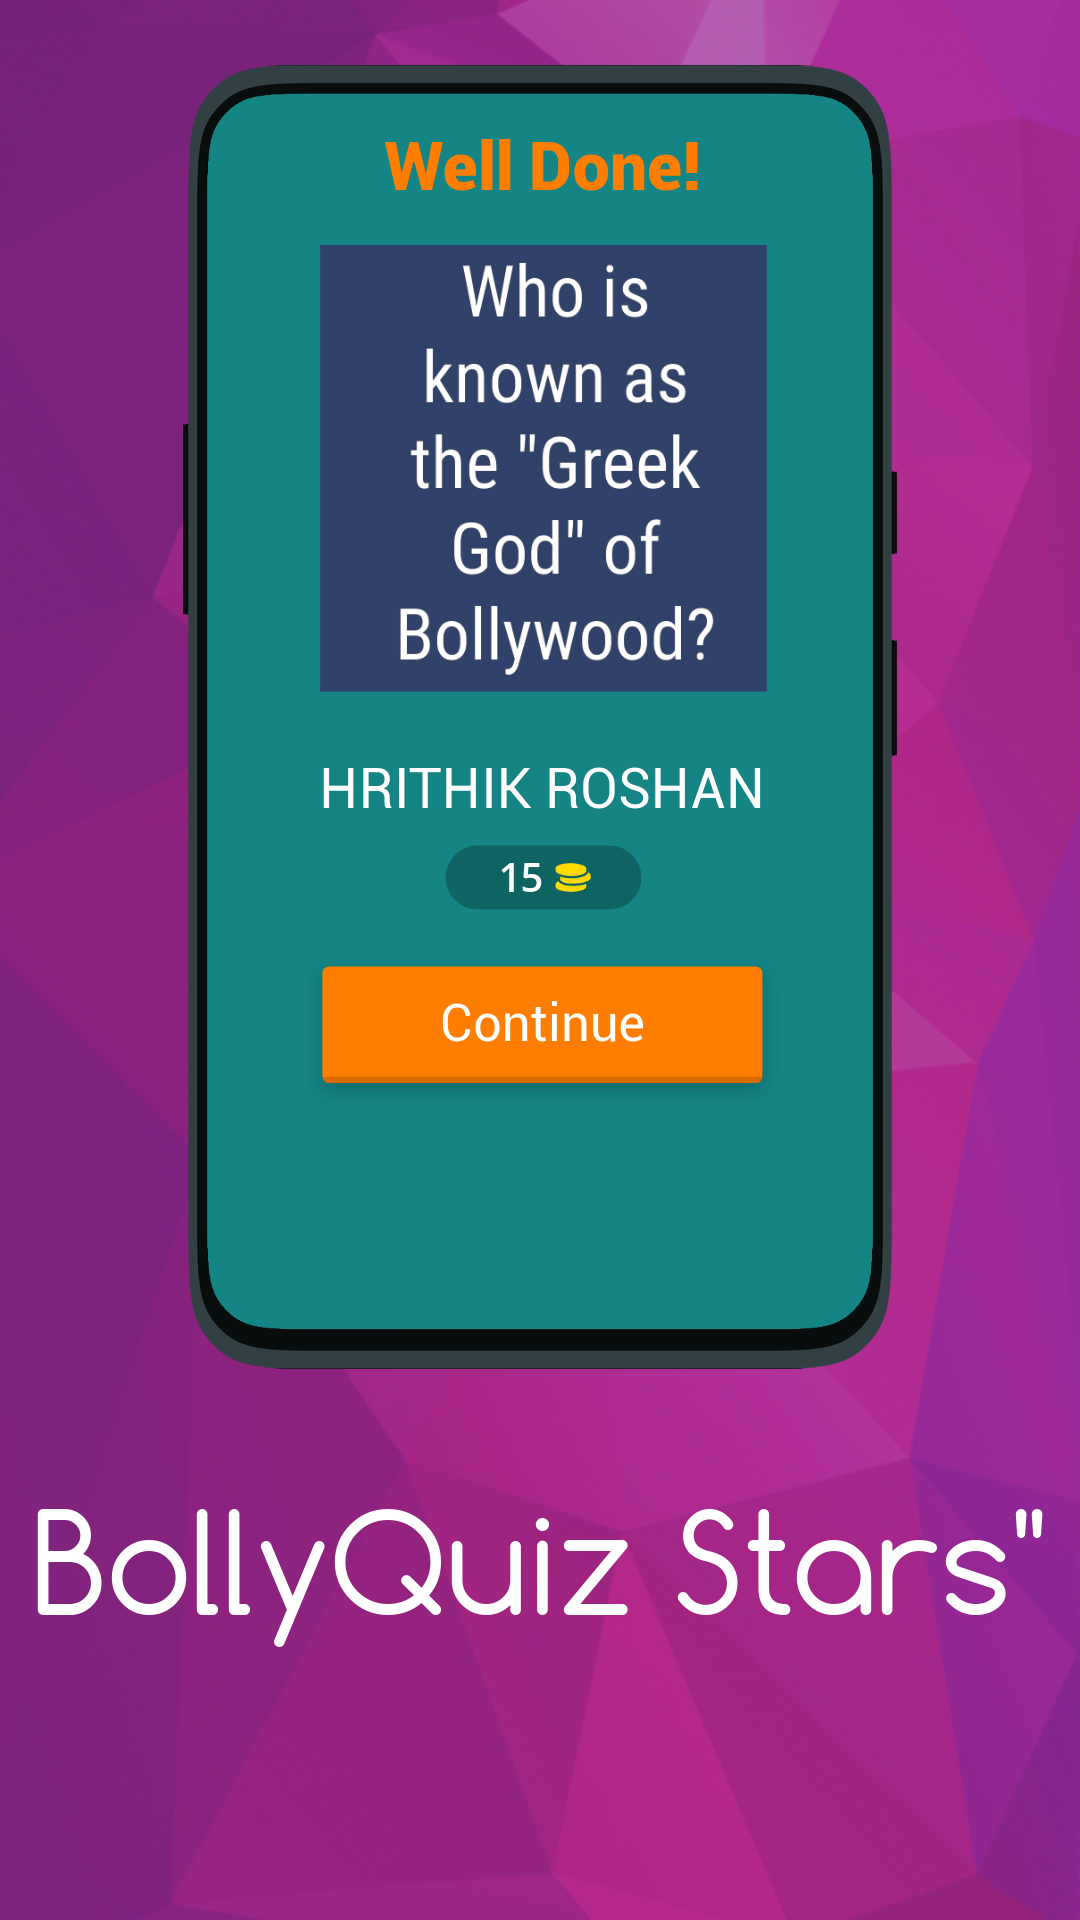 Well Done!
Who is
known as
the "Greek
God" of
Bollywood?
HRITHIK ROSHAN
15
Continue
BollyQuiz Stars"